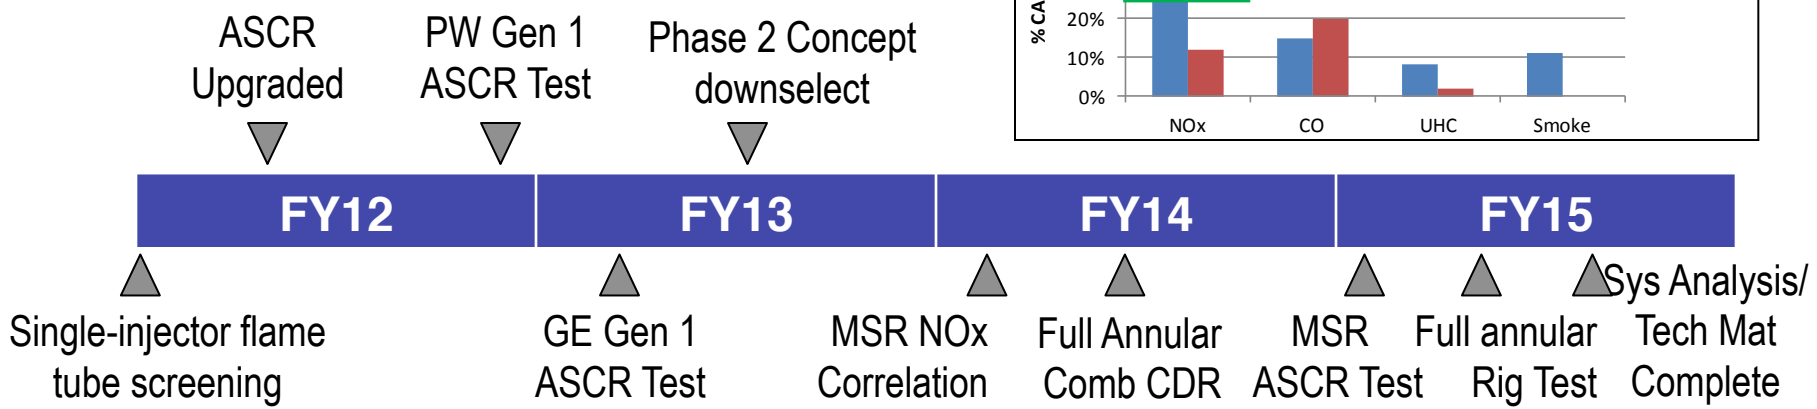 ASCR
Upgraded
PW Gen 1
ASCR Test
Phase 2 Concept
downselect
% CA
20%
10%
0%
NOx CO UHC Smoke
FY12 FY13 FY14 FY15
Single-injector flame
tube screening
GE Gen 1
ASCR Test
MSR NOx
Correlation
Full Annular
Comb CDR
MSR
ASCR Test
Full annular
Rig Test
Sys Analysis/
Tech Mat
Complete